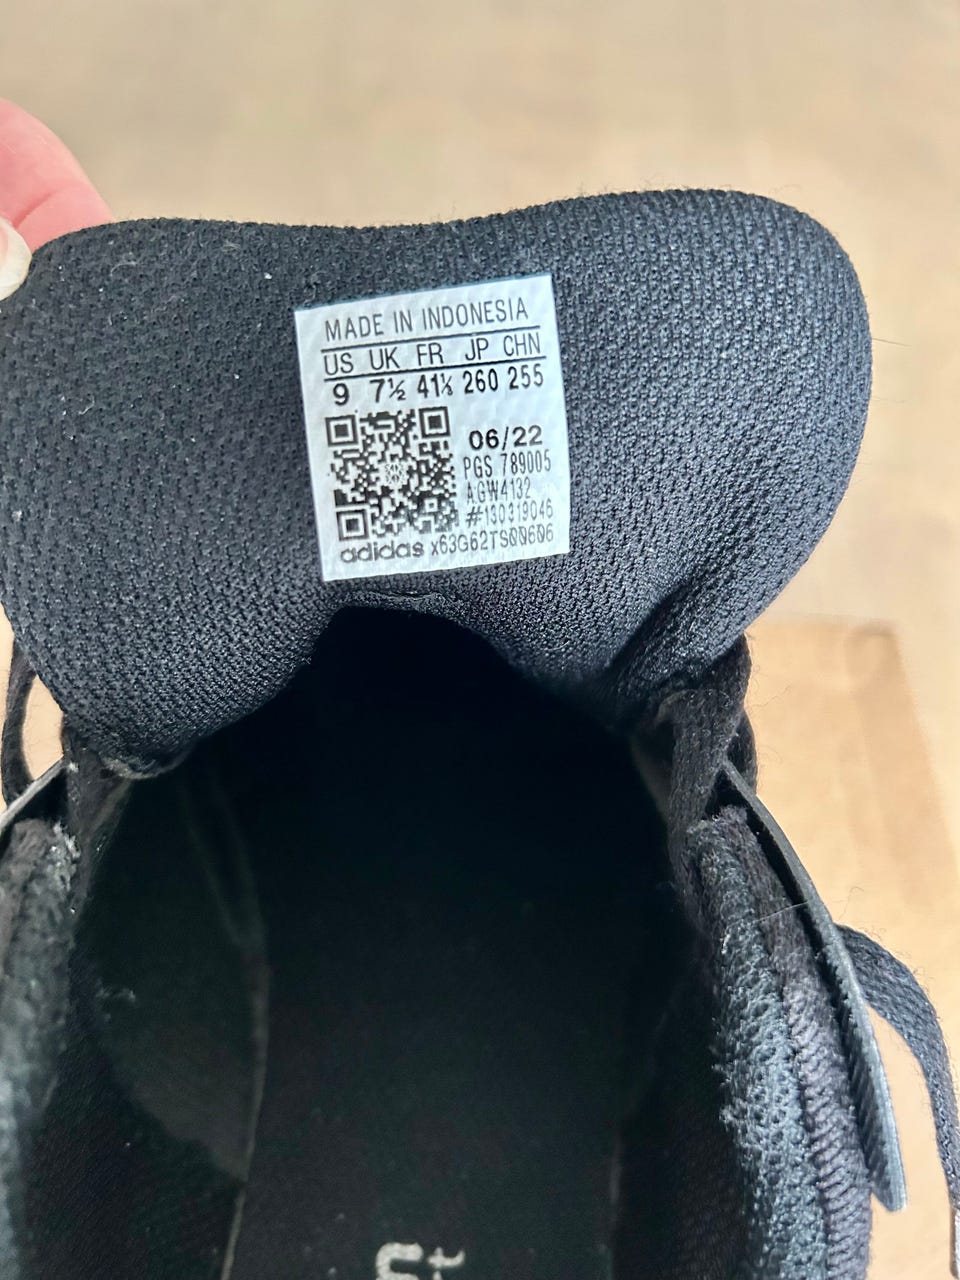 MADE IN INDONESIA
US UK FR JP CHN
9 7½ 41⅓ 260 255
06/22
PGS 789005
AGW4132
#130319046
adidas x63G62TS00606